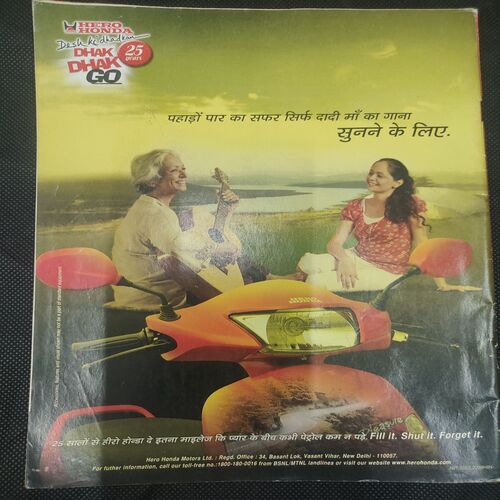 HERO
HONDA
Desh ki dhadkan
DHAK
DHAK
GO
25
years
पहाड़ों पार का सफर सिर्फ दादी माँ का गाना
सुनने के लिए.
Pleasure
25 सालों से हीरो होन्डा दे इतना माइलेज कि प्यार के बीच कभी पेट्रोल कम न पड़े. Fill it. Shut it. Forget it.
Hero Honda Motors Ltd. : Regd. Office : 34, Basant Lok, Vasant Vihar, New Delhi - 110057.
For futher information, call our toll-free no.:1800-180-0016 from BSNL/MTNL landlines or visit our website www.herohonda.com.